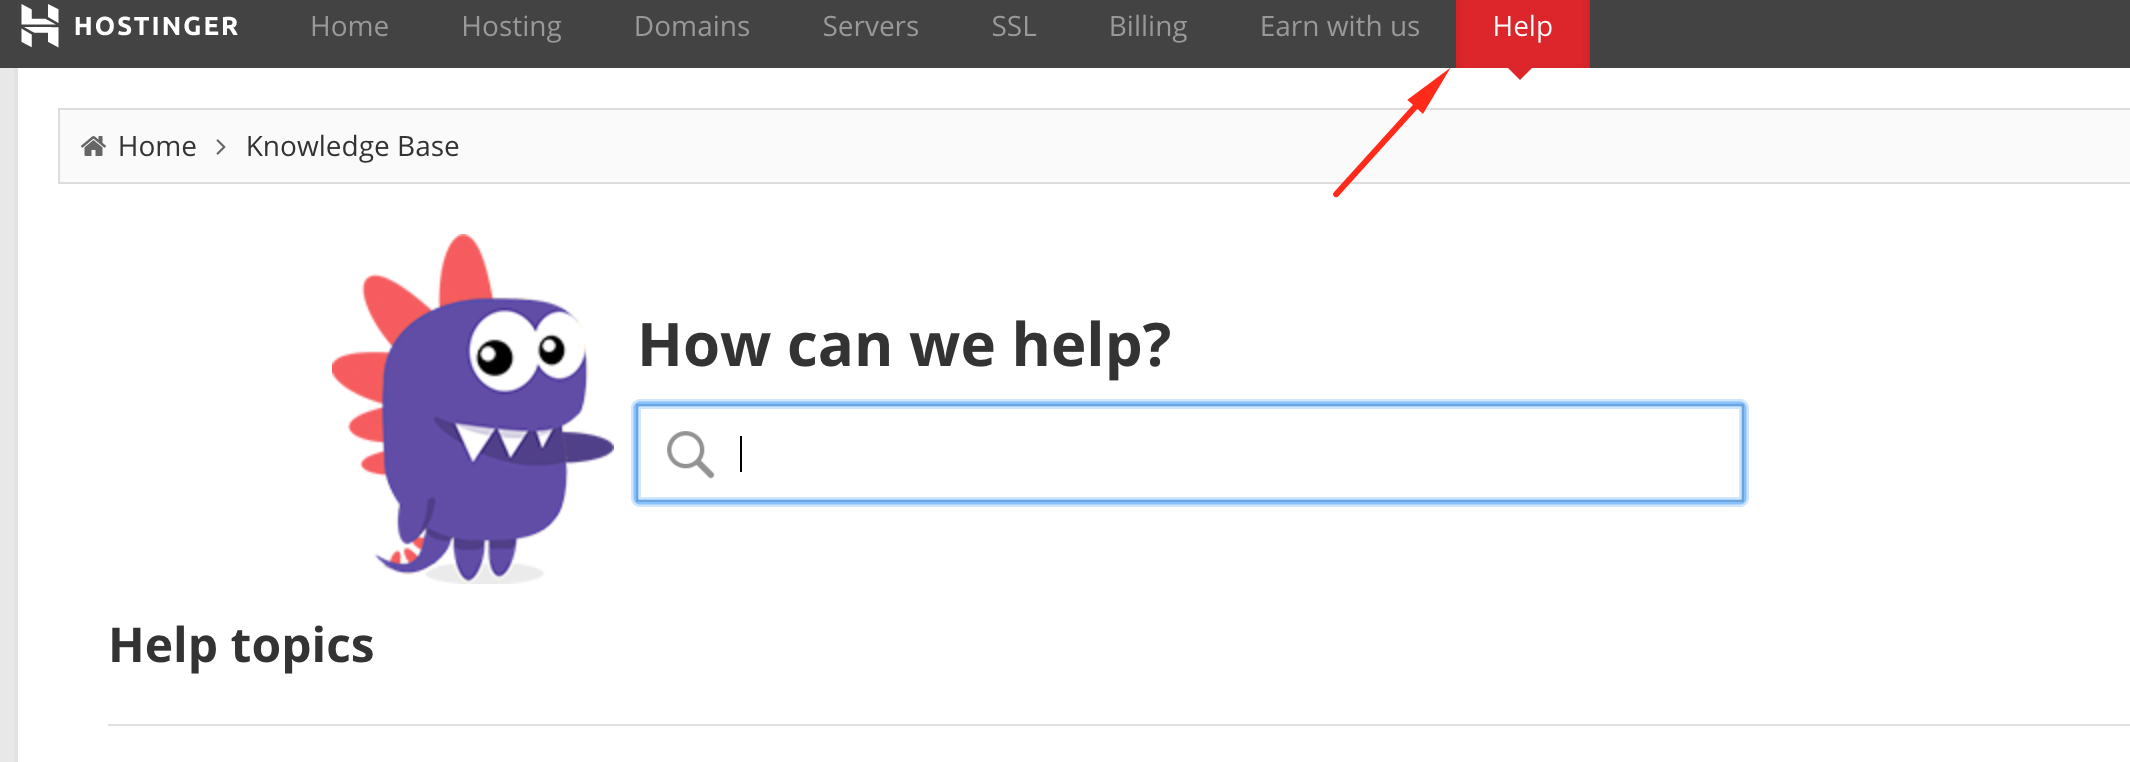 HOSTINGER Home Hosting Domains Servers SSL Billing Earn with us Help
Home > Knowledge Base
How can we help?
Help topics